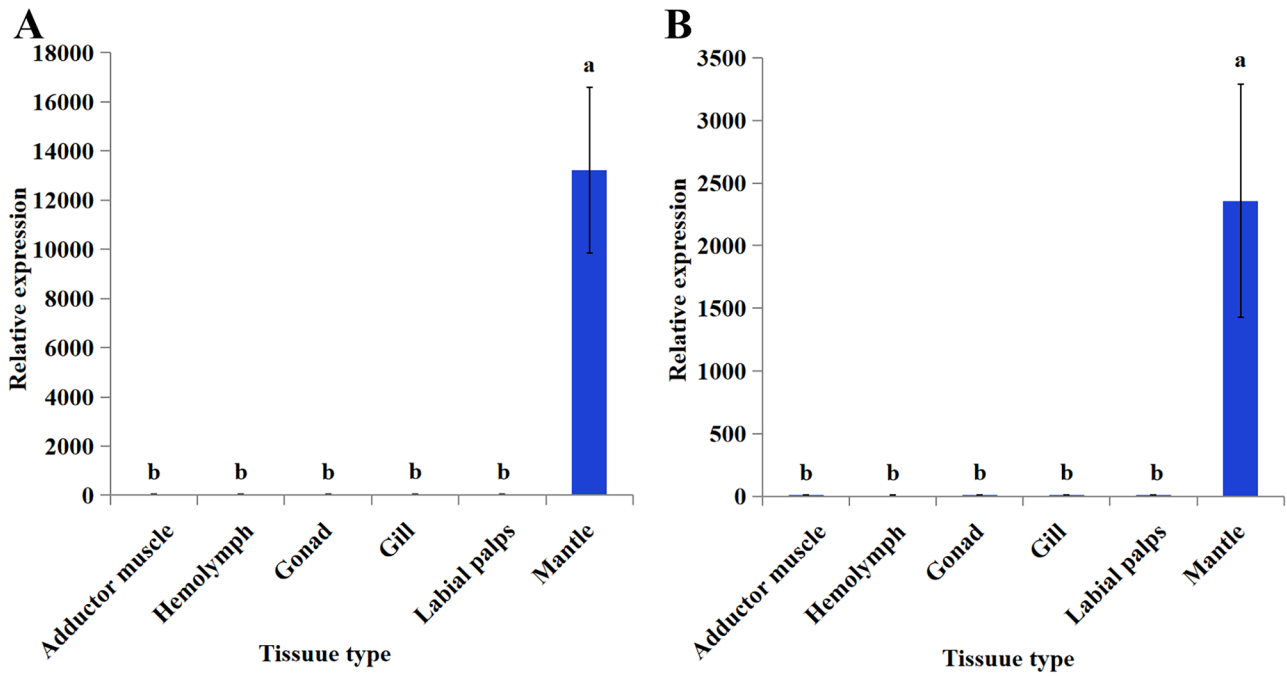 A
18000
16000
14000
12000
10000
8000
6000
4000
2000
0
Relative expression
b b b b b a
Adductor muscle
Hemolymph
Gonad
Gill
Labial palps
Mantle
Tissuue type
B
3500
3000
2500
2000
1500
1000
500
0
Relative expression
b b b b b a
Adductor muscle
Hemolymph
Gonad
Gill
Labial palps
Mantle
Tissuue type